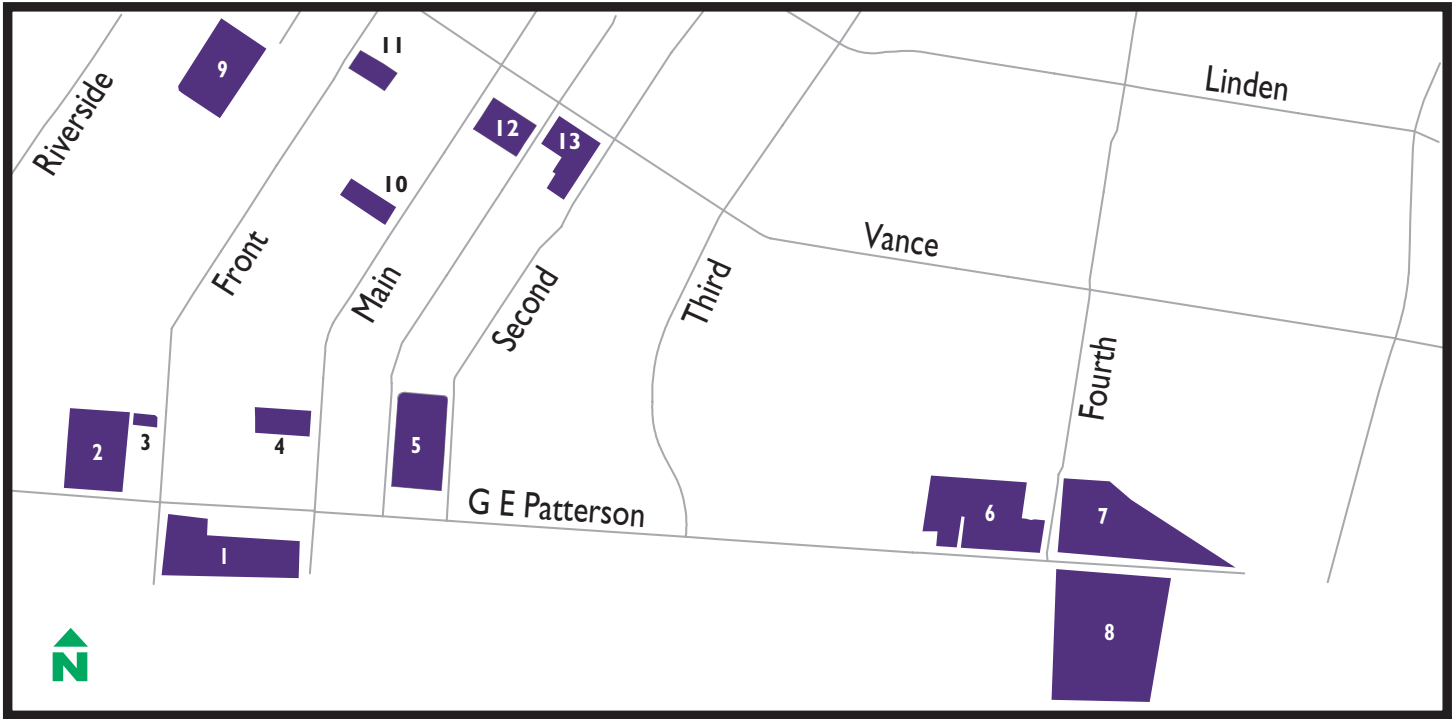 11
9
Linden
Riverside
12
13
10
Front
Vance
Main
Second
Third
Fourth
2
3
4
5
G E Patterson
6
7
1
8
N